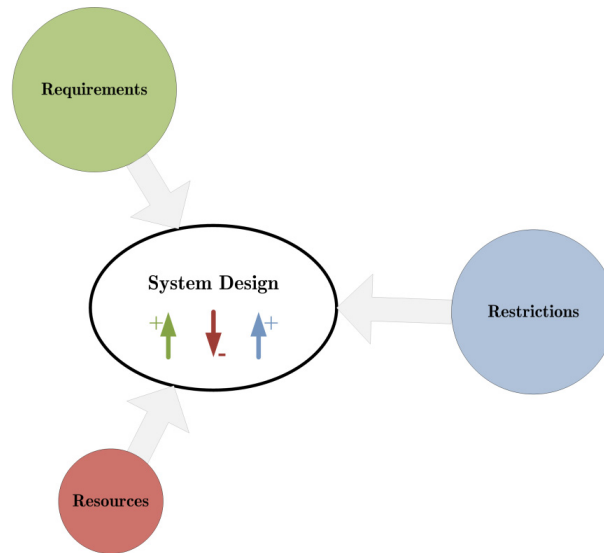 Requirements
System Design
+ - +
Restrictions
Resources